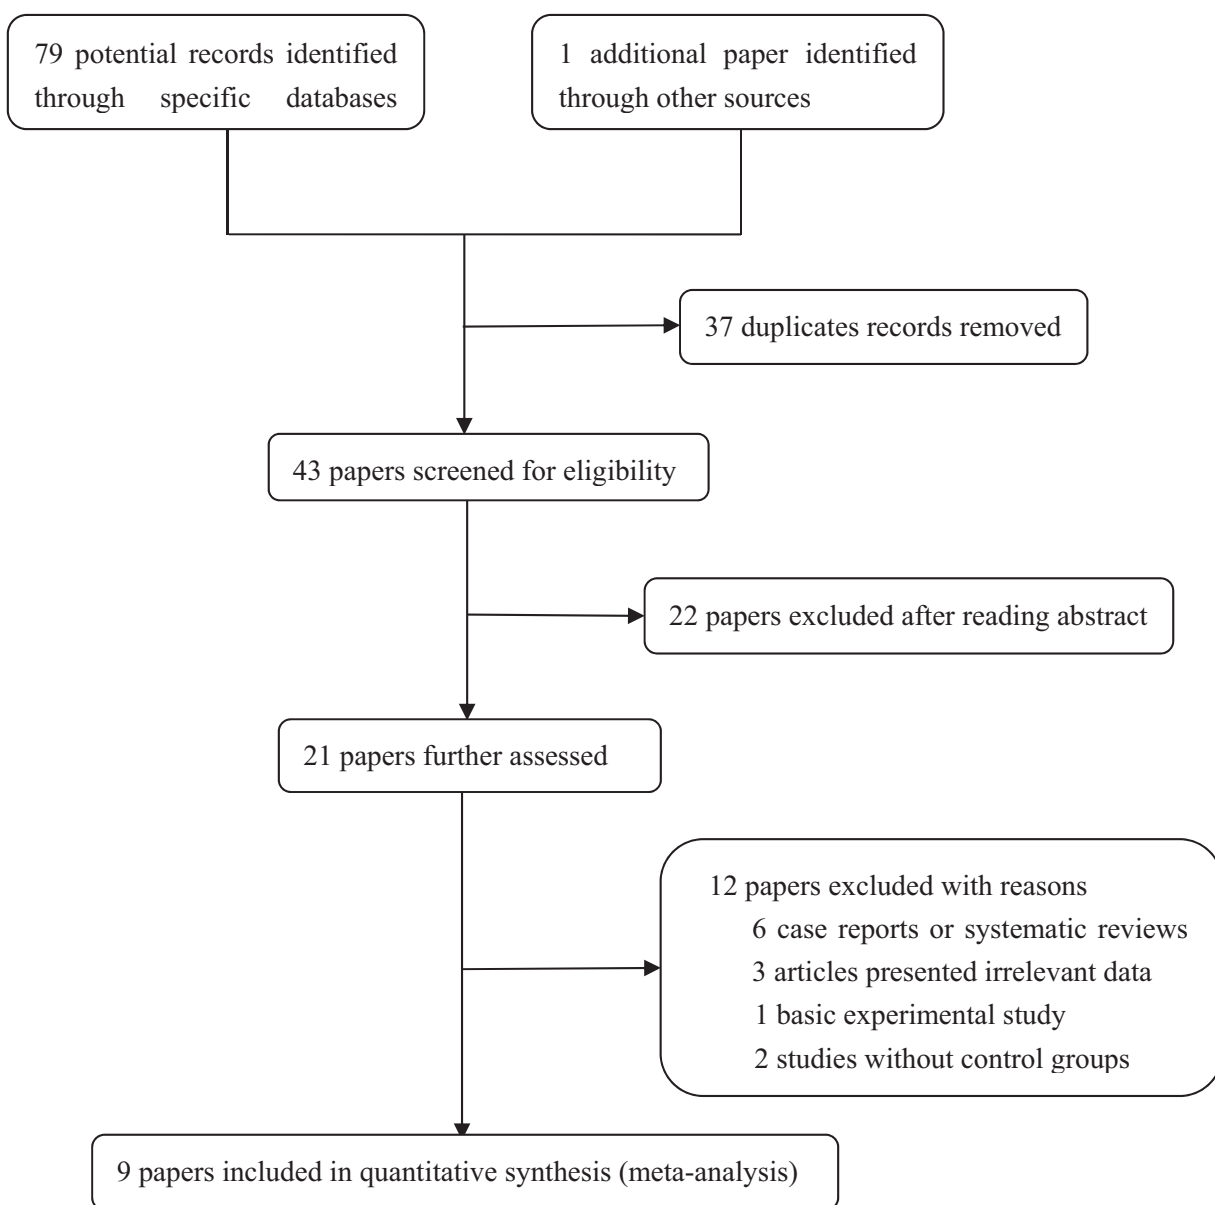 79 potential records identified
through specific databases
1 additional paper identified
through other sources
37 duplicates records removed
43 papers screened for eligibility
22 papers excluded after reading abstract
21 papers further assessed
12 papers excluded with reasons
6 case reports or systematic reviews
3 articles presented irrelevant data
1 basic experimental study
2 studies without control groups
9 papers included in quantitative synthesis (meta-analysis)